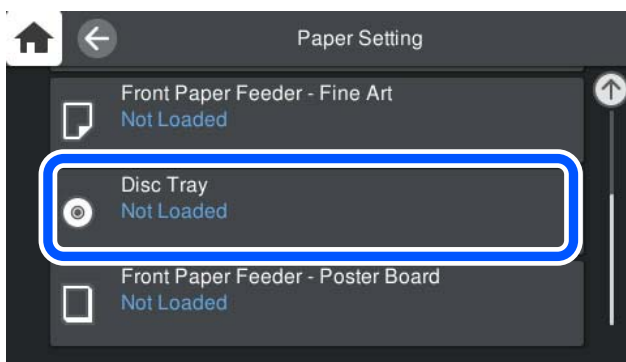 Paper Setting
Front Paper Feeder - Fine Art
Not Loaded
Disc Tray
Not Loaded
Front Paper Feeder - Poster Board
Not Loaded